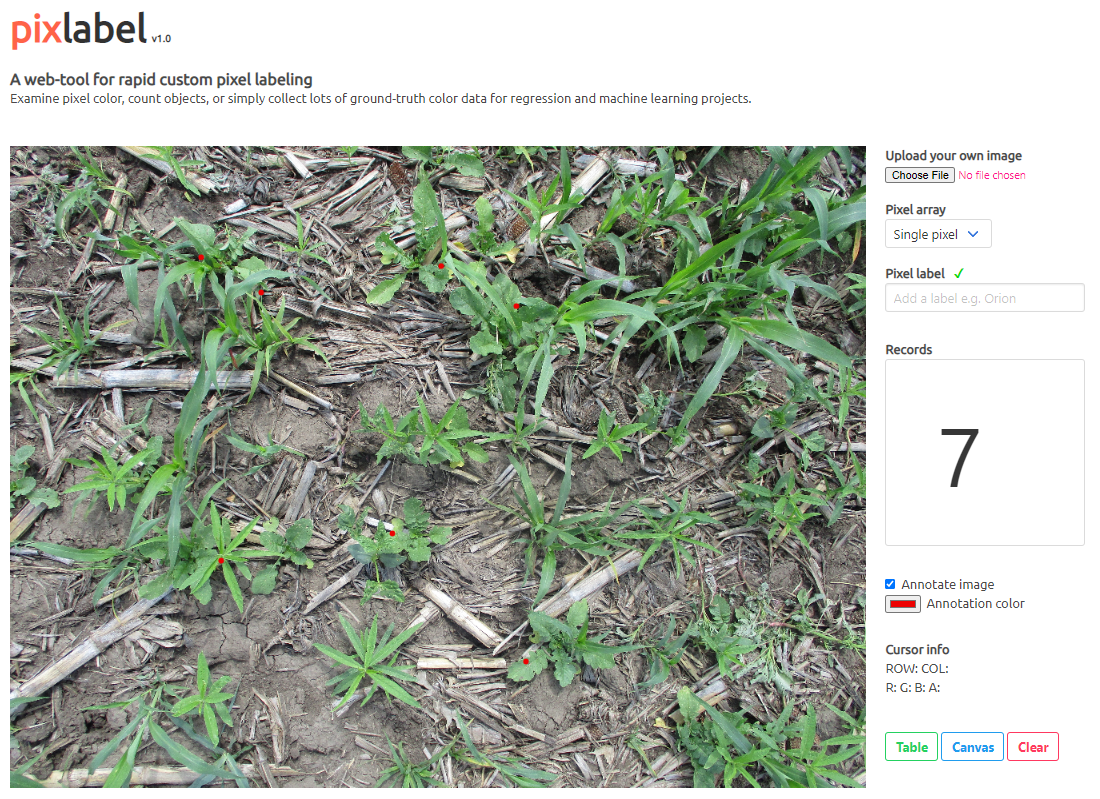 pixlabel v1.0
A web-tool for rapid custom pixel labeling
Examine pixel color, count objects, or simply collect lots of ground-truth color data for regression and machine learning projects.
Upload your own image
Choose File No file chosen
Pixel array
Single pixel
Pixel label ✓
Add a label e.g. Orion
Records
7
Annotate image
Annotation color
Cursor info
ROW: COL:
R: G: B: A:
Table Canvas Clear